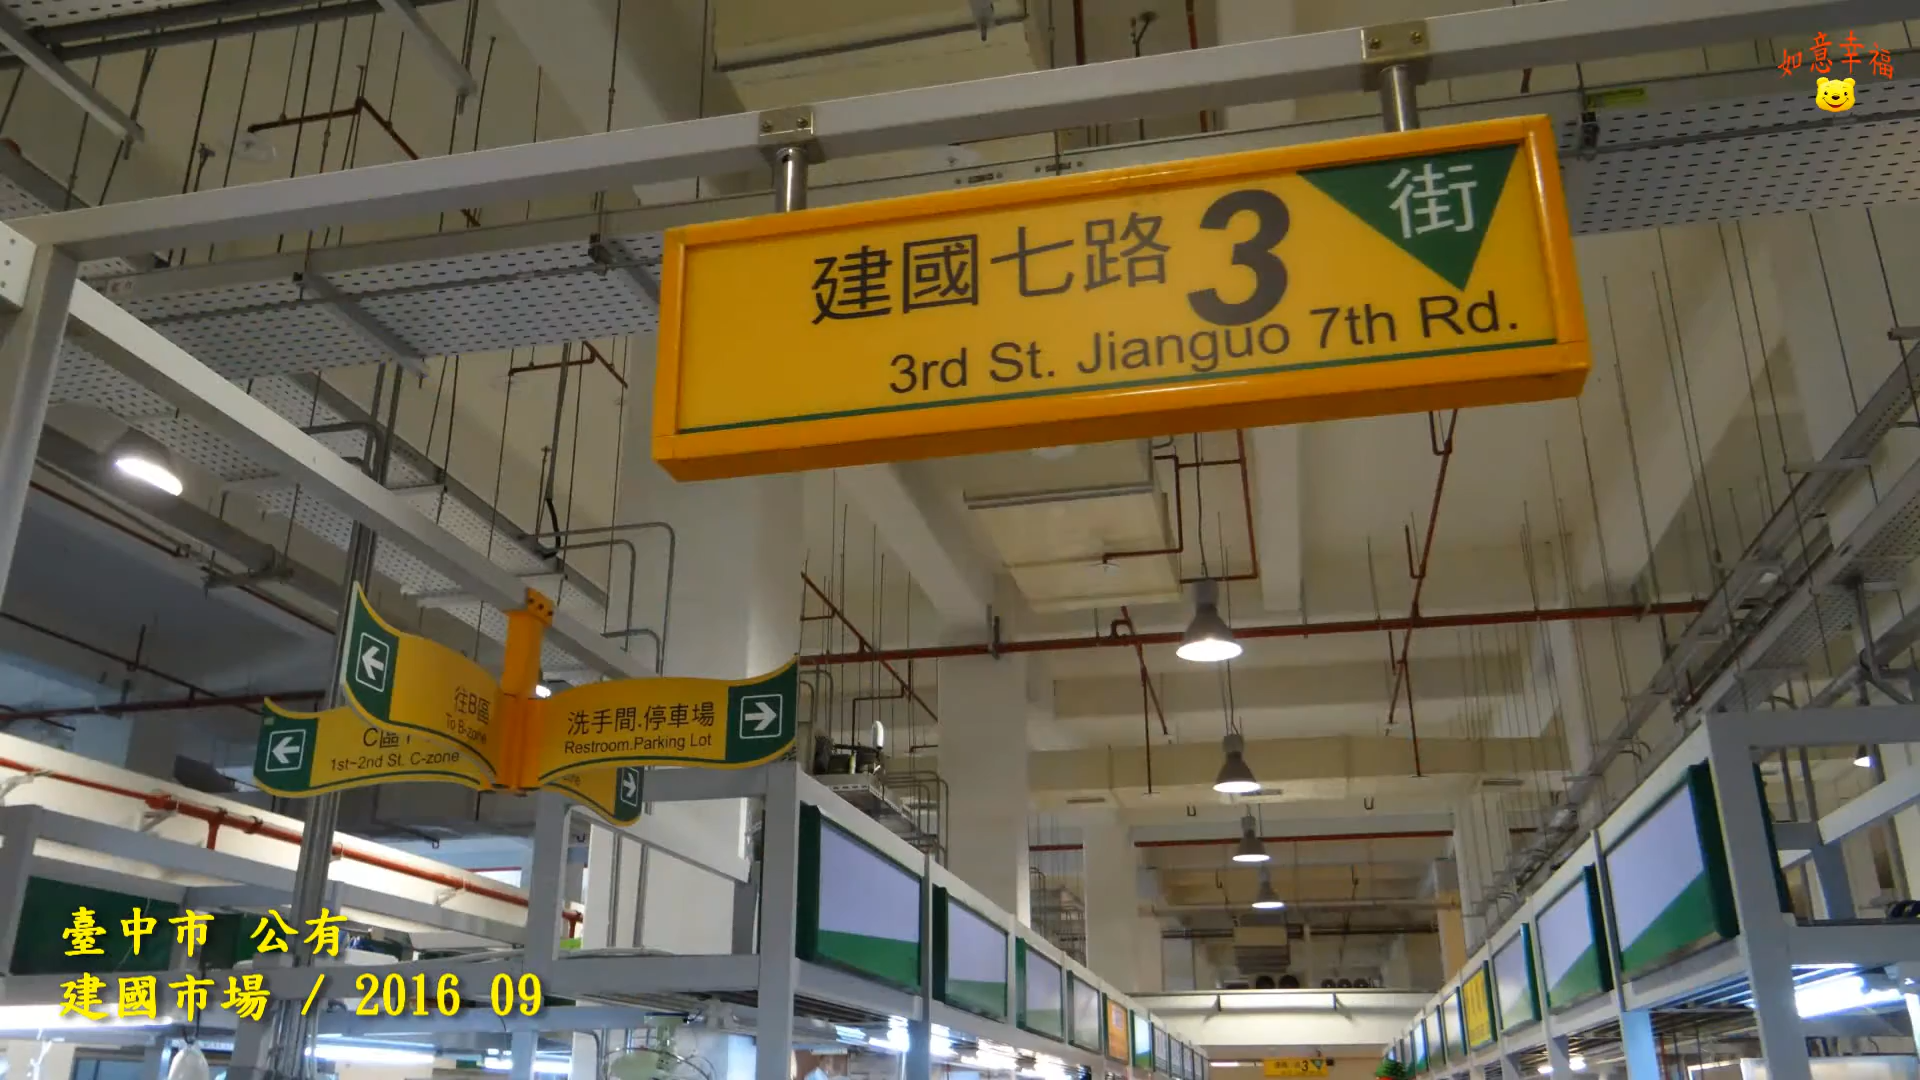 如意幸福
建國七路3街
3rd St. Jianguo 7th Rd.
往B區
To B-zone
洗手間.停車場
Restroom.Parking Lot
C區
1st~2nd St. C-zone
臺中市 公有
建國市場 / 2016 09